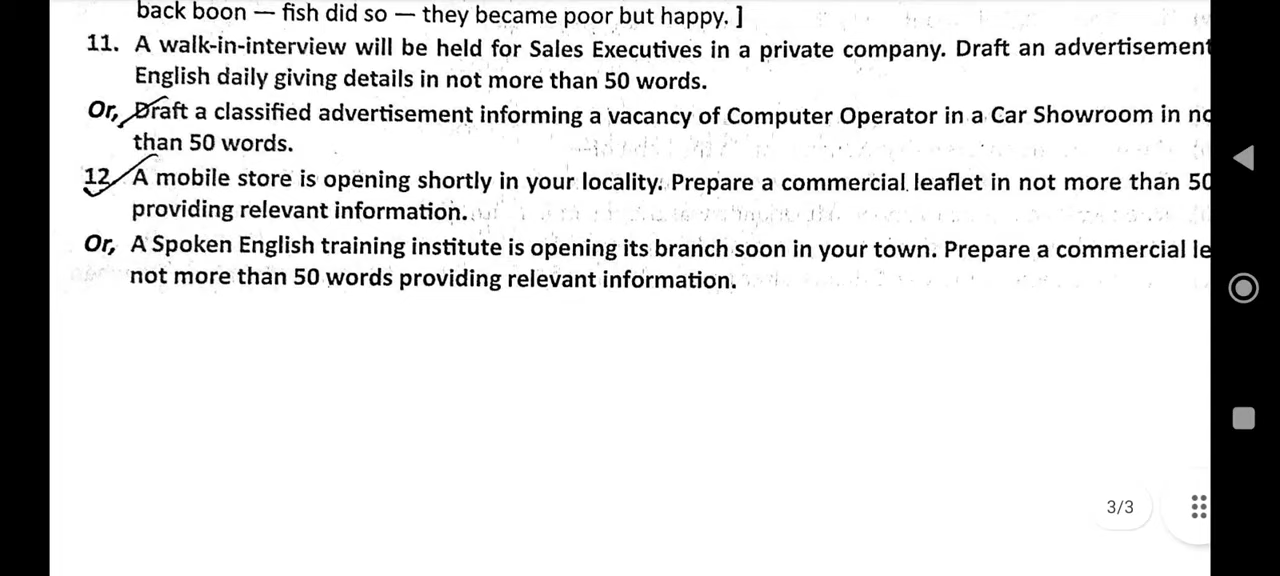 back boon — fish did so — they became poor but happy. ]
11. A walk-in-interview will be held for Sales Executives in a private company. Draft an advertisement
English daily giving details in not more than 50 words.
Or, Draft a classified advertisement informing a vacancy of Computer Operator in a Car Showroom in no
than 50 words.
12 A mobile store is opening shortly in your locality. Prepare a commercial leaflet in not more than 50
providing relevant information.
Or, A Spoken English training institute is opening its branch soon in your town. Prepare a commercial le
not more than 50 words providing relevant information.
3/3